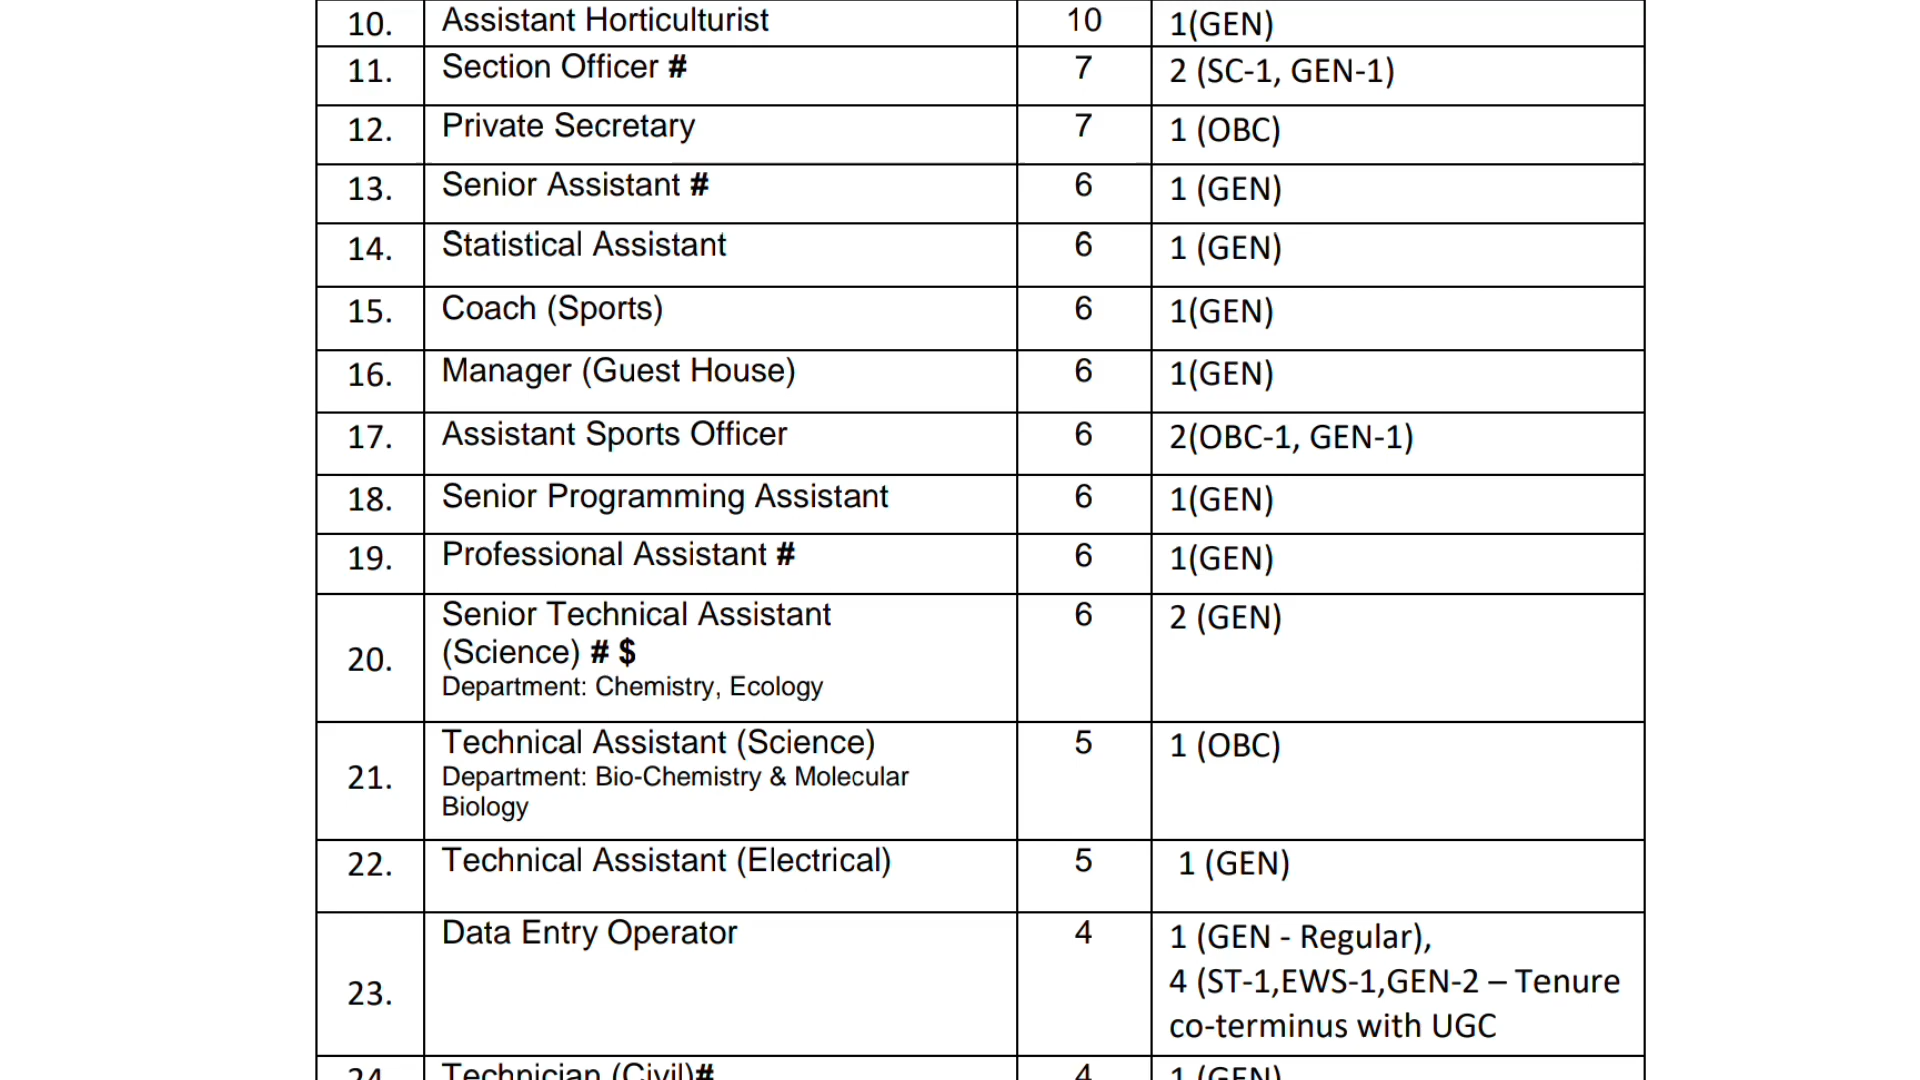 10. Assistant Horticulturist 10 1(GEN)
11. Section Officer # 7 2 (SC-1, GEN-1)
12. Private Secretary 7 1 (OBC)
13. Senior Assistant # 6 1 (GEN)
14. Statistical Assistant 6 1 (GEN)
15. Coach (Sports) 6 1(GEN)
16. Manager (Guest House) 6 1(GEN)
17. Assistant Sports Officer 6 2(OBC-1, GEN-1)
18. Senior Programming Assistant 6 1(GEN)
19. Professional Assistant # 6 1(GEN)
20. Senior Technical Assistant 6 2 (GEN)
(Science) # $
Department: Chemistry, Ecology
21. Technical Assistant (Science) 5 1 (OBC)
Department: Bio-Chemistry & Molecular
Biology
22. Technical Assistant (Electrical) 5 1 (GEN)
23. Data Entry Operator 4 1 (GEN - Regular),
4 (ST-1,EWS-1,GEN-2 – Tenure
co-terminus with UGC
24. Technician (Civil)# 4 1 (GEN)